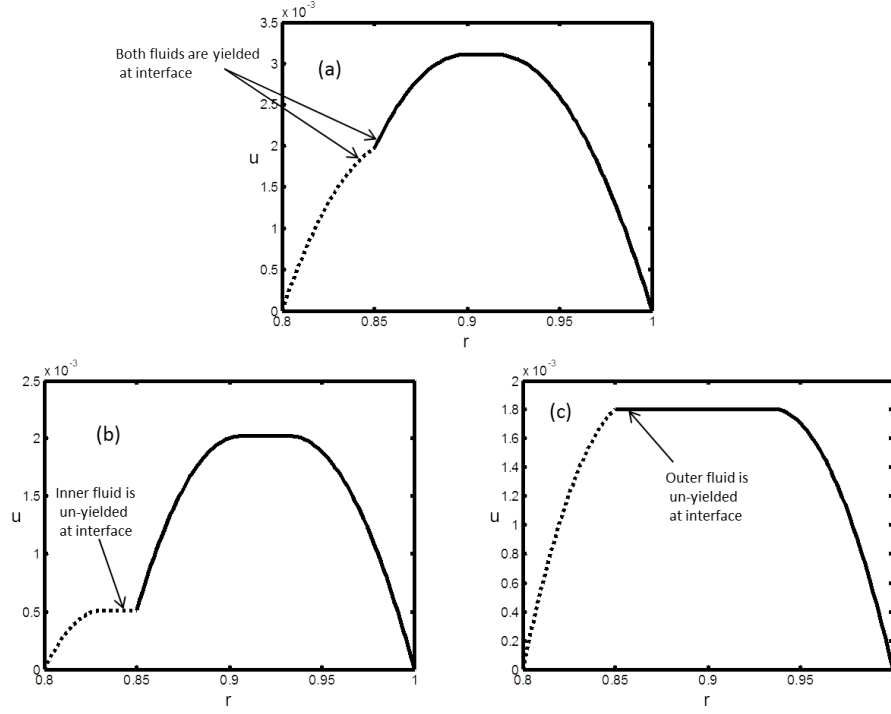 × 10⁻³
3.5
3
2.5
2
1.5
1
0.5
0
u
0.8
0.85
0.9
0.95
1
r
(a)
Both fluids are yielded
at interface
× 10⁻³
2.5
2
1.5
1
0.5
0
u
0.8
0.85
0.9
0.95
1
r
(b)
Inner fluid is
un-yielded
at interface
× 10⁻³
2
1.8
1.6
1.4
1.2
1
0.8
0.6
0.4
0.2
0
u
0.8
0.85
0.9
0.95
r
(c)
Outer fluid is
un-yielded
at interface